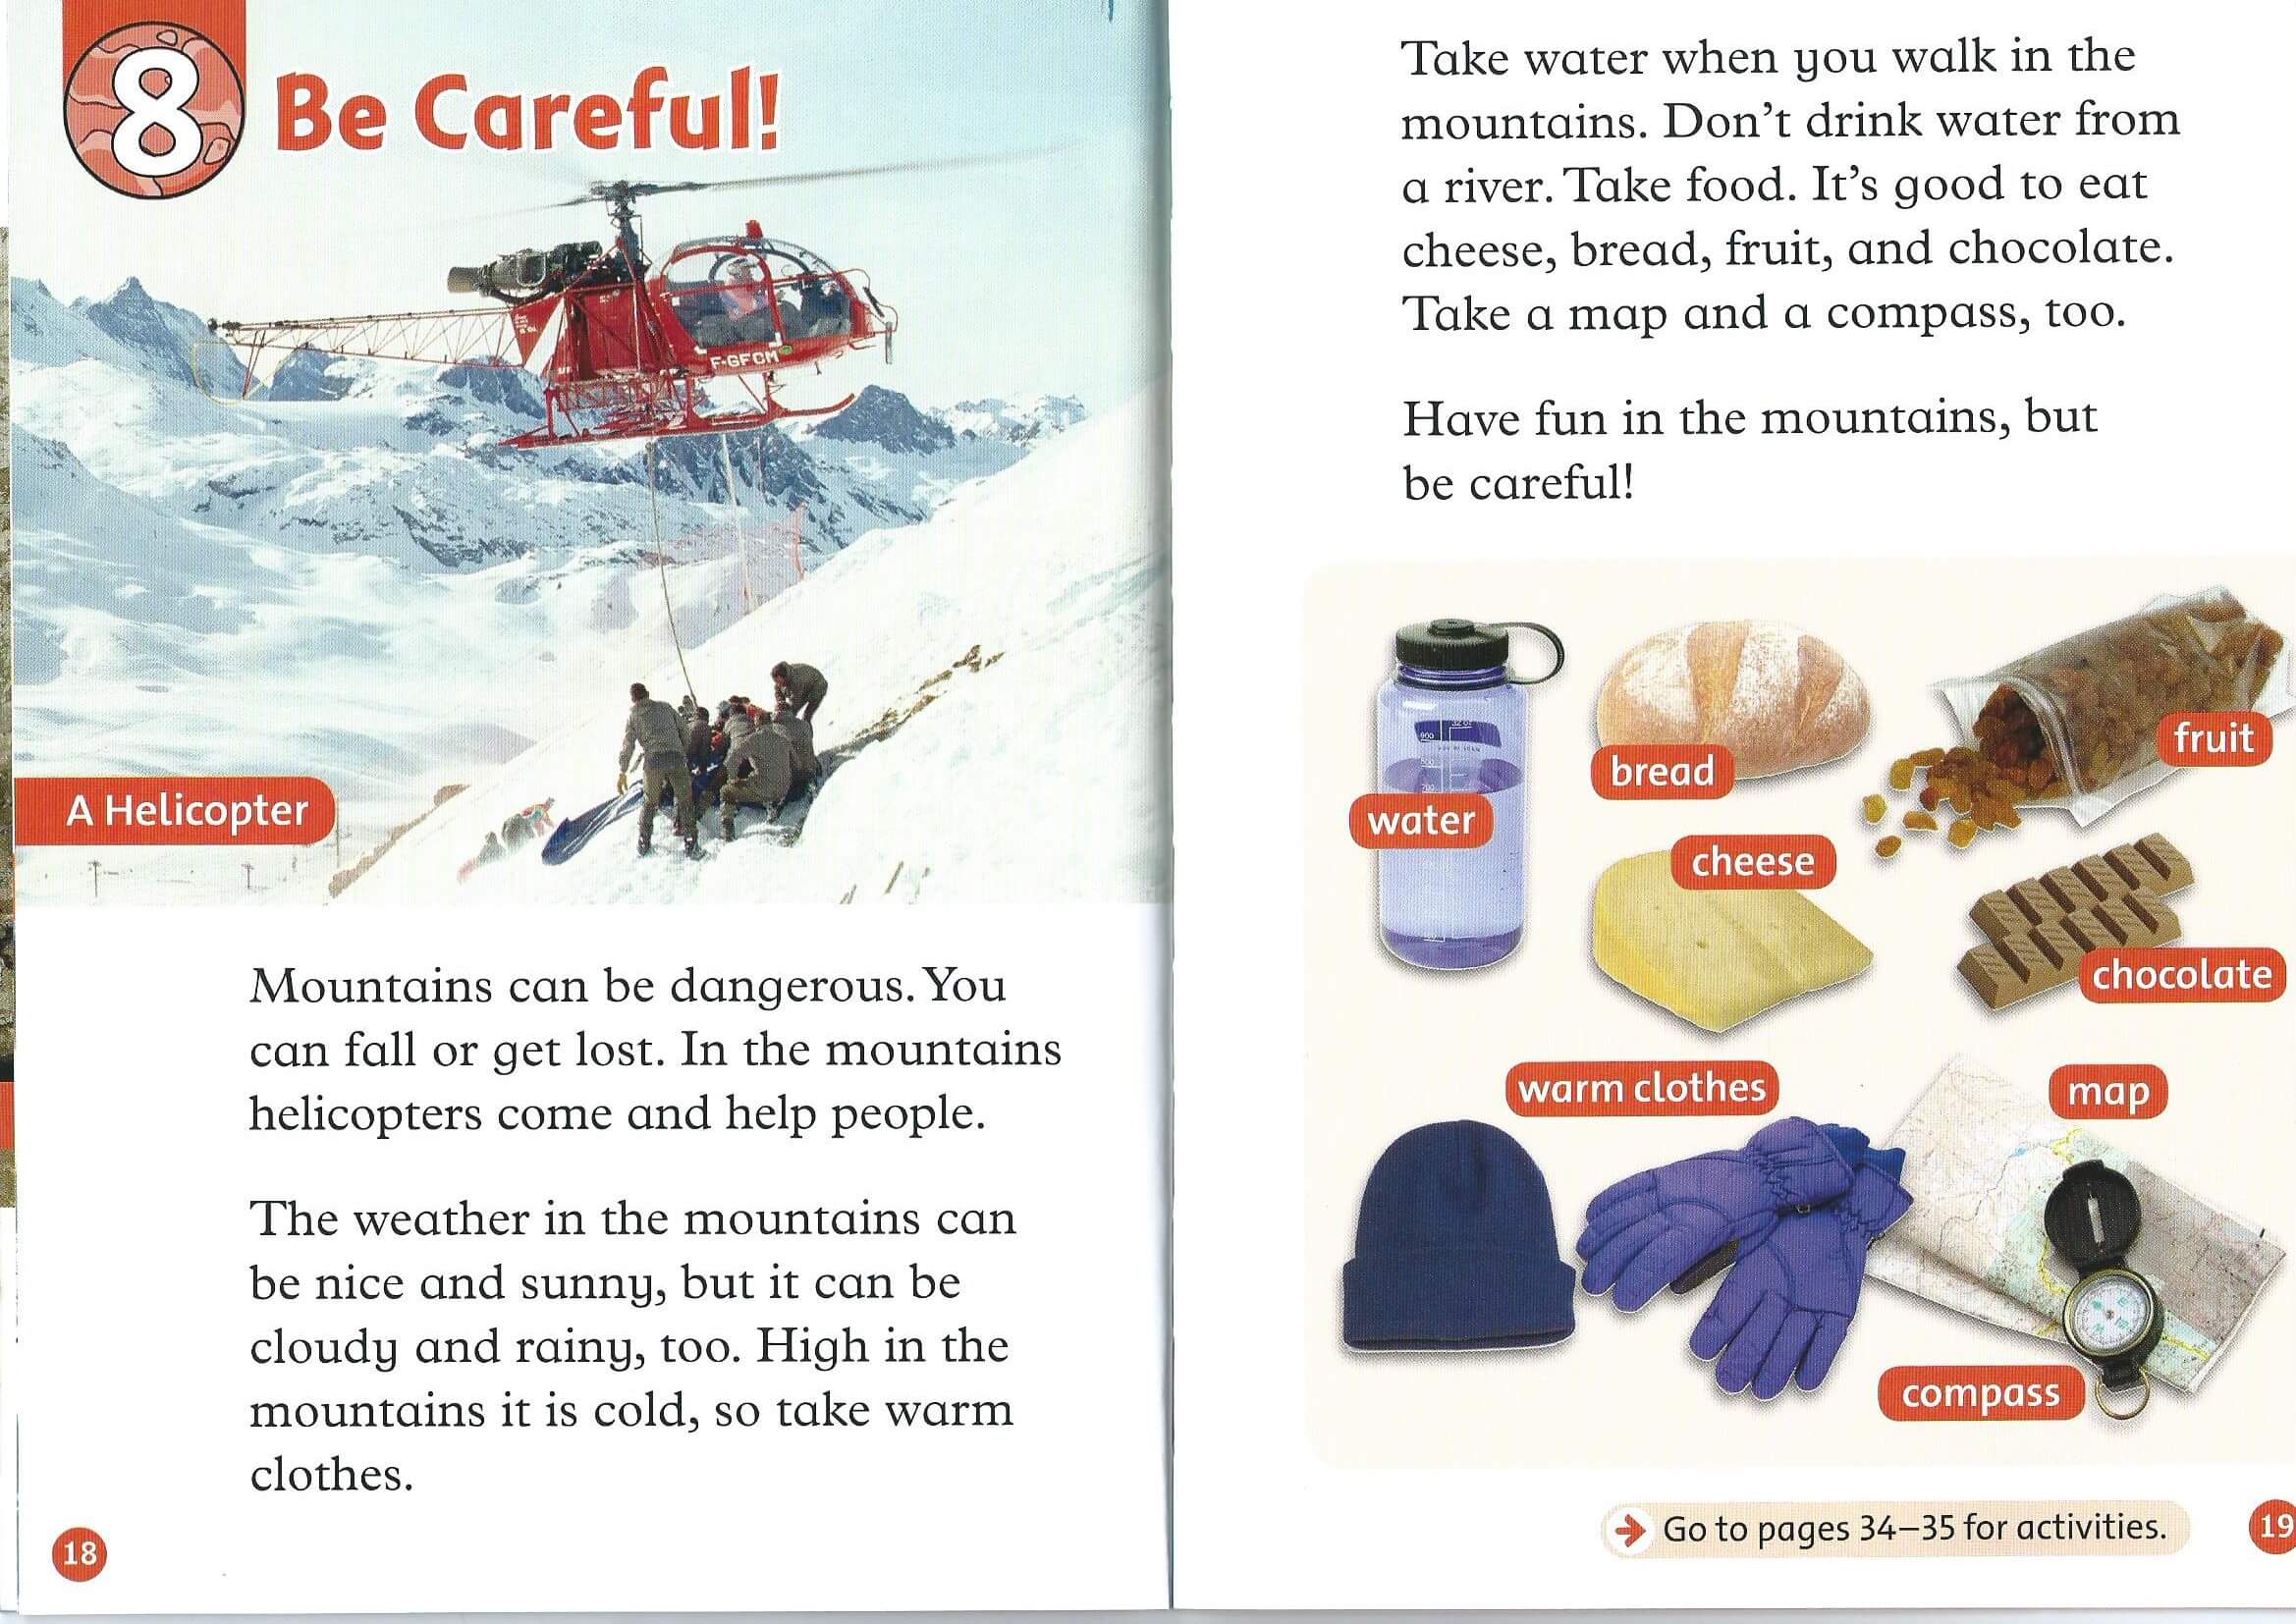 8
Be Careful!
F-GFCM
A Helicopter
Mountains can be dangerous. You
can fall or get lost. In the mountains
helicopters come and help people.
The weather in the mountains can
be nice and sunny, but it can be
cloudy and rainy, too. High in the
mountains it is cold, so take warm
clothes.
18
Take water when you walk in the
mountains. Don't drink water from
a river. Take food. It's good to eat
cheese, bread, fruit, and chocolate.
Take a map and a compass, too.
Have fun in the mountains, but
be careful!
water
bread
fruit
cheese
chocolate
warm clothes
map
compass
Go to pages 34–35 for activities.
19